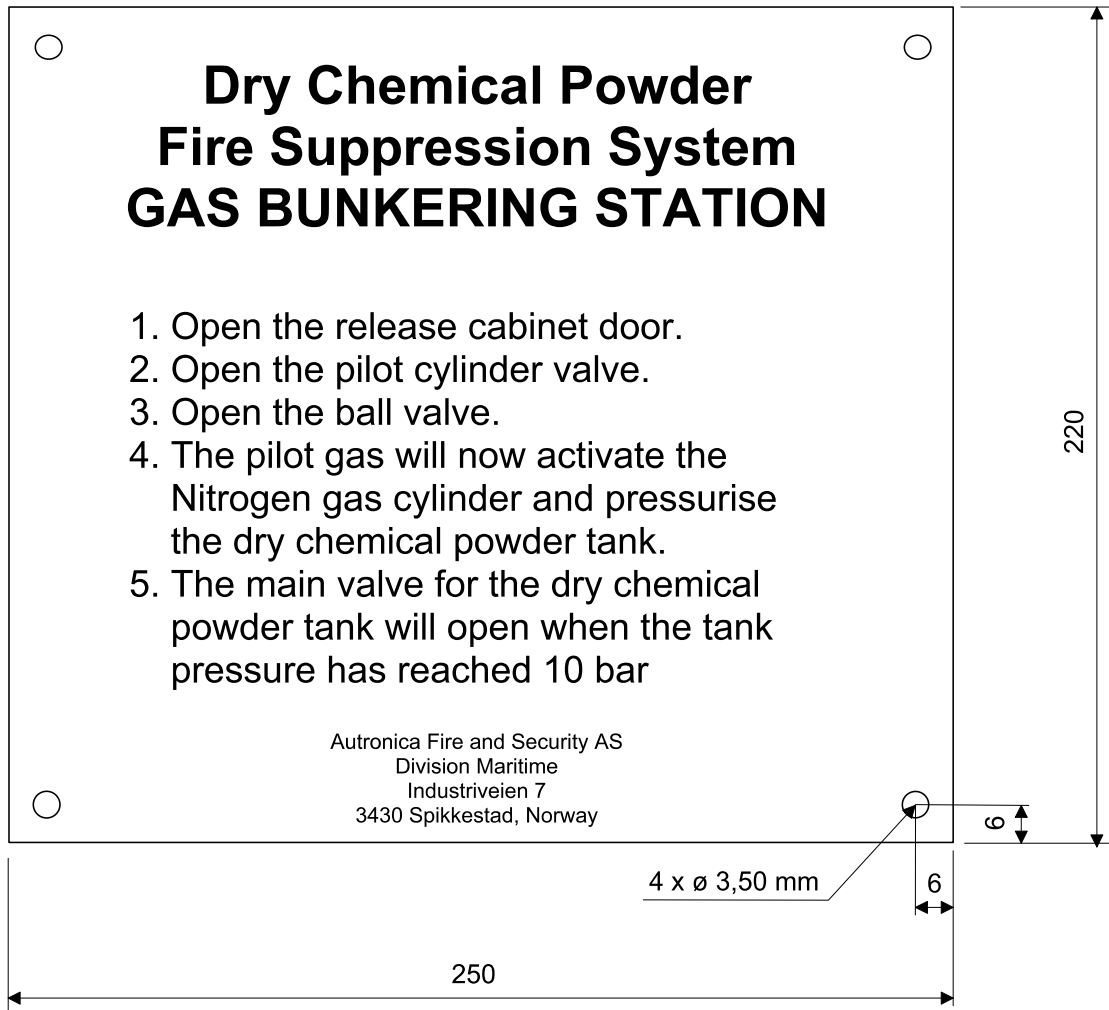 Dry Chemical Powder
Fire Suppression System
GAS BUNKERING STATION
1. Open the release cabinet door.
2. Open the pilot cylinder valve.
3. Open the ball valve.
4. The pilot gas will now activate the
Nitrogen gas cylinder and pressurise
the dry chemical powder tank.
5. The main valve for the dry chemical
powder tank will open when the tank
pressure has reached 10 bar
Autronica Fire and Security AS
Division Maritime
Industriveien 7
3430 Spikkestad, Norway
220
6
4 x ø 3,50 mm
6
250